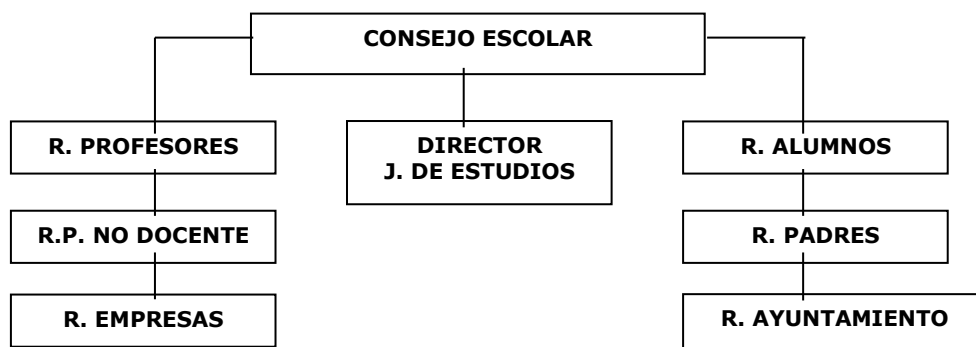 CONSEJO ESCOLAR
R. PROFESORES
DIRECTOR
J. DE ESTUDIOS
R. ALUMNOS
R.P. NO DOCENTE
R. PADRES
R. EMPRESAS
R. AYUNTAMIENTO